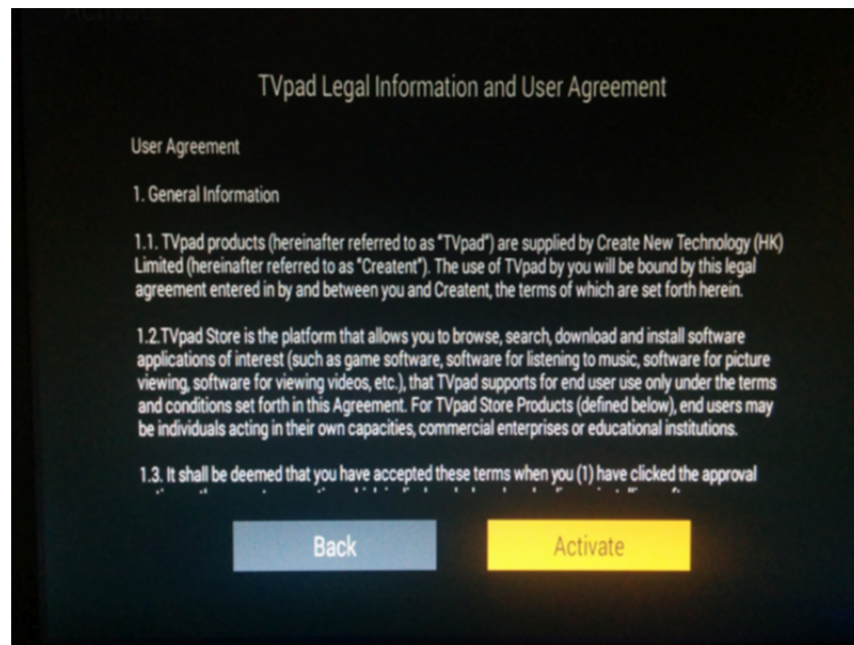 TVpad Legal Information and User Agreement
User Agreement
1. General Information
1.1. TVpad products (hereinafter referred to as "TVpad") are supplied by Create New Technology (HK)
Limited (hereinafter referred to as "Creatent"). The use of TVpad by you will be bound by this legal
agreement entered in by and between you and Creatent, the terms of which are set forth herein.
1.2.TVpad Store is the platform that allows you to browse, search, download and install software
applications of interest (such as game software, software for listening to music, software for picture
viewing, software for viewing videos, etc.), that TVpad supports for end user use only under the terms
and conditions set forth in this Agreement. For TVpad Store Products (defined below), end users may
be individuals acting in their own capacities, commercial enterprises or educational institutions.
1.3. It shall be deemed that you have accepted these terms when you (1) have clicked the approval
Back
Activate